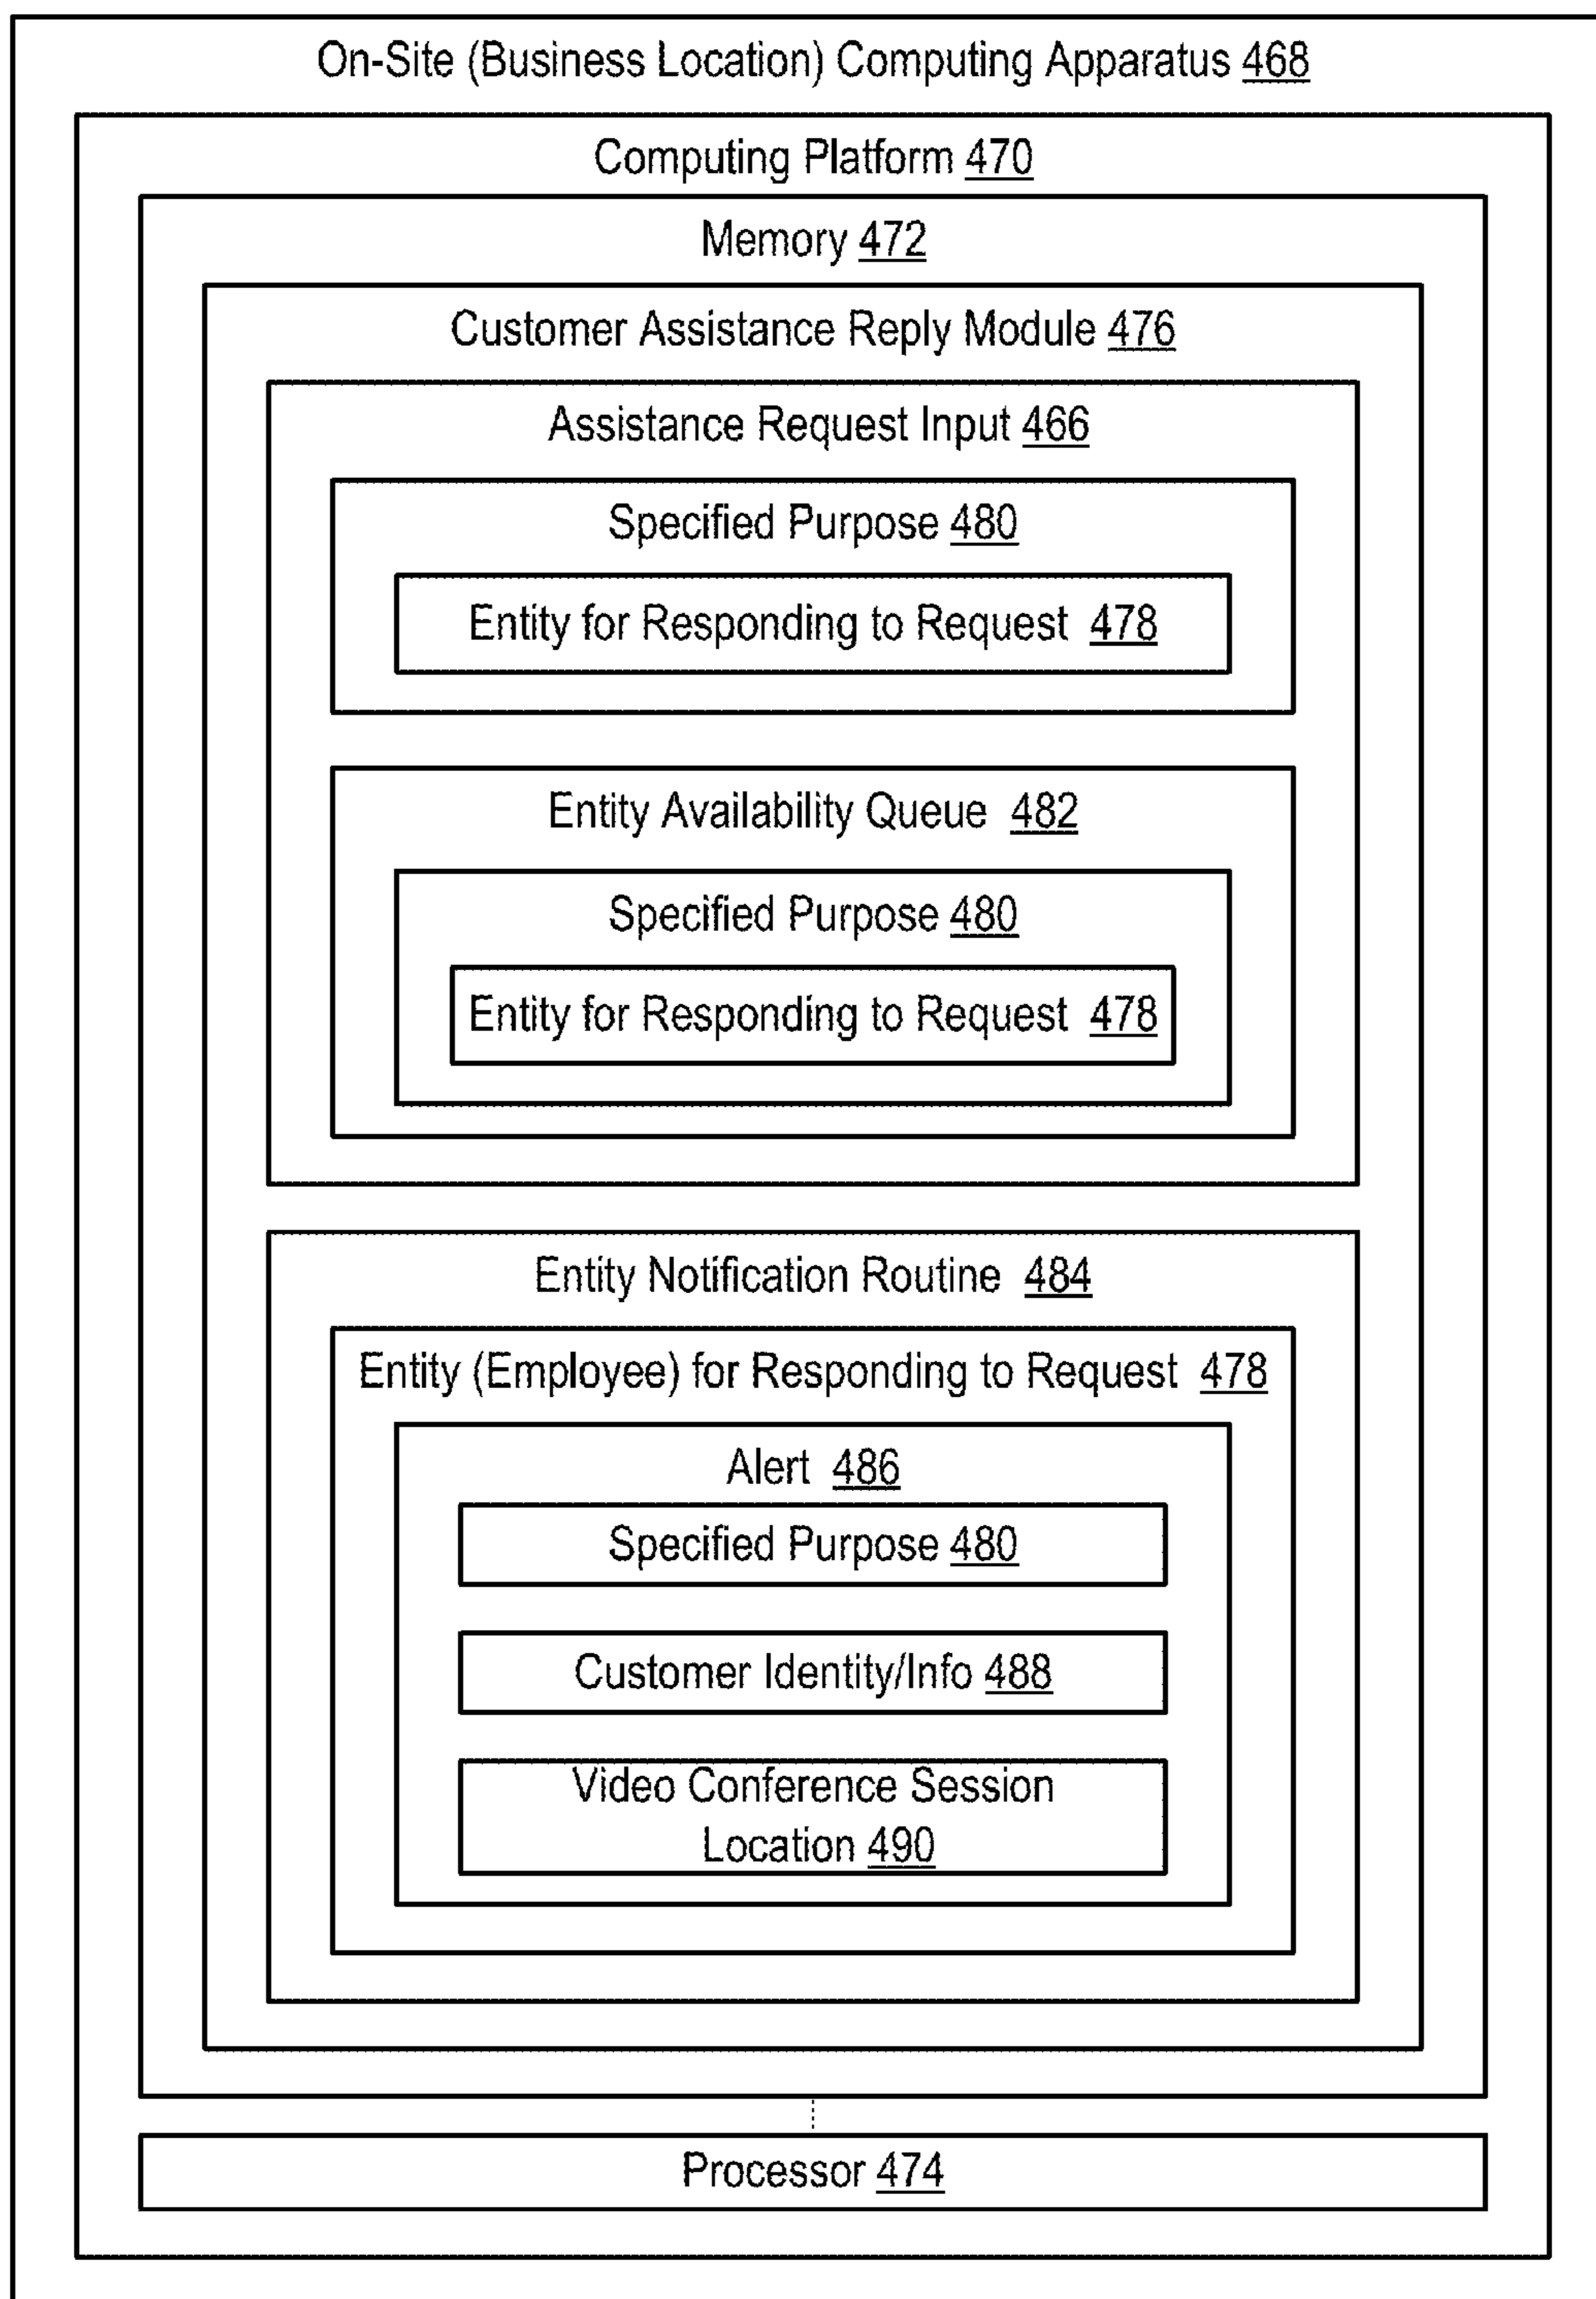 On-Site (Business Location) Computing Apparatus 468
Computing Platform 470
Memory 472
Customer Assistance Reply Module 476
Assistance Request Input 466
Specified Purpose 480
Entity for Responding to Request 478
Entity Availability Queue 482
Specified Purpose 480
Entity for Responding to Request 478
Entity Notification Routine 484
Entity (Employee) for Responding to Request 478
Alert 486
Specified Purpose 480
Customer Identity/Info 488
Video Conference Session
Location 490
Processor 474